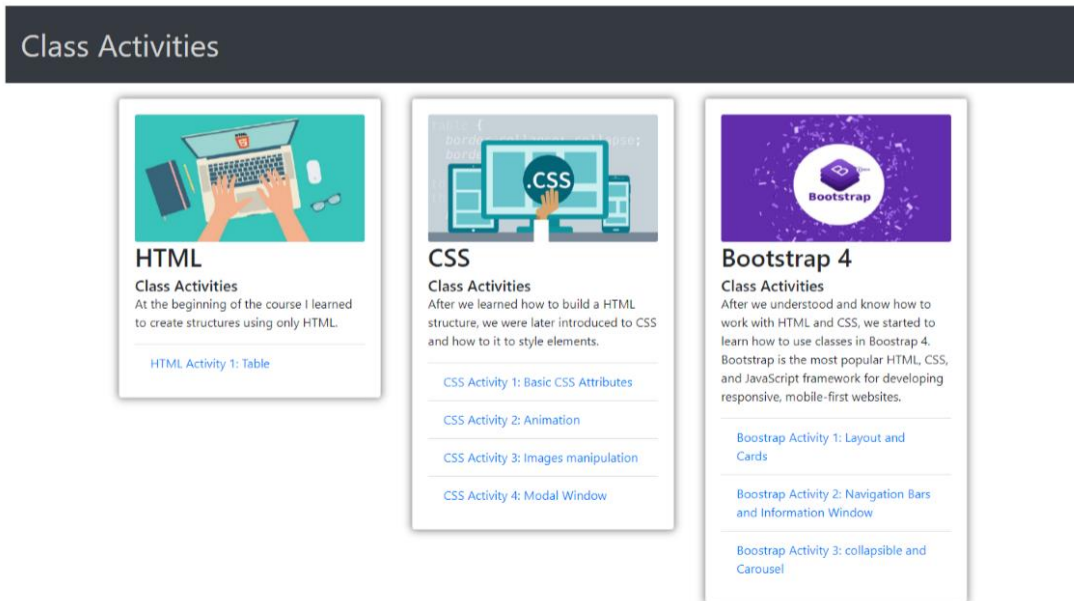 Class Activities
HTML
Class Activities
At the beginning of the course I learned
to create structures using only HTML.
HTML Activity 1: Table
table {
.CSS
CSS
Class Activities
After we learned how to build a HTML
structure, we were later introduced to CSS
and how to it to style elements.
CSS Activity 1: Basic CSS Attributes
CSS Activity 2: Animation
CSS Activity 3: Images manipulation
CSS Activity 4: Modal Window
B
Bootstrap
Bootstrap 4
Class Activities
After we understood and know how to
work with HTML and CSS, we started to
learn how to use classes in Boostrap 4.
Bootstrap is the most popular HTML, CSS,
and JavaScript framework for developing
responsive, mobile-first websites.
Boostrap Activity 1: Layout and
Cards
Boostrap Activity 2: Navigation Bars
and Information Window
Boostrap Activity 3: collapsible and
Carousel